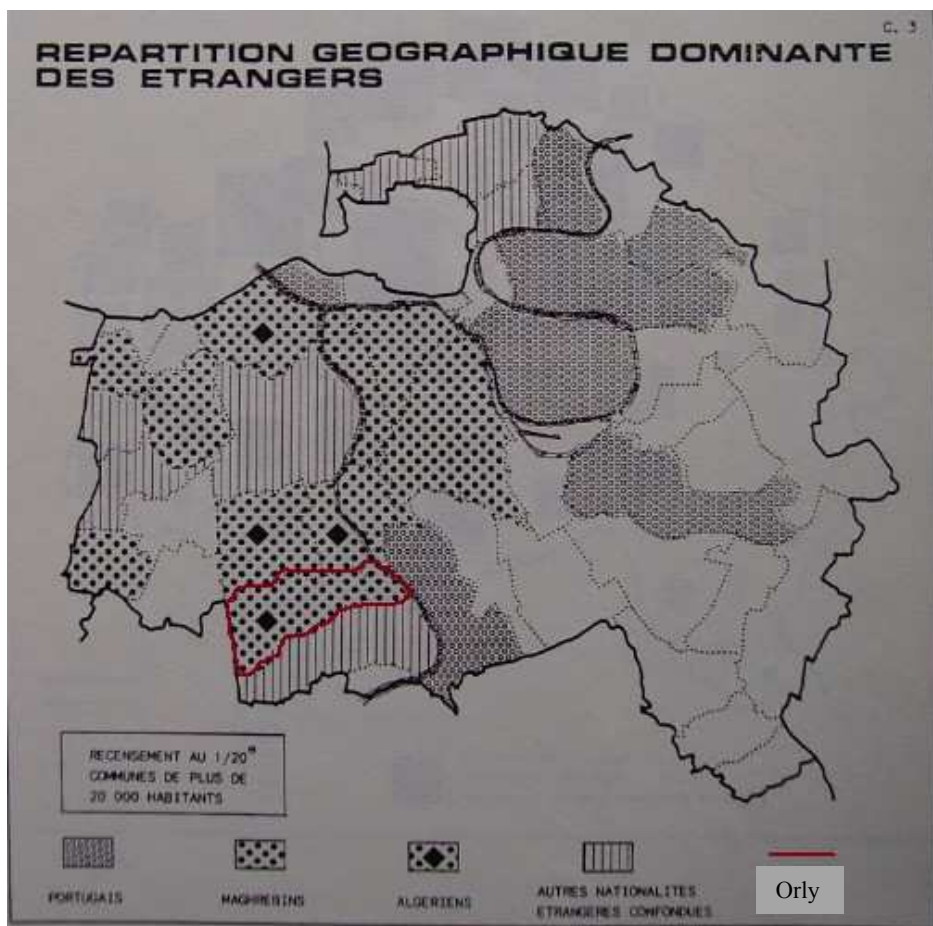 C. 3
REPARTITION GEOGRAPHIQUE DOMINANTE
DES ETRANGERS
RECENSEMENT AU 1/20e
COMMUNES DE PLUS DE
20 000 HABITANTS
PORTUGAIS
MAGHREBINS
ALGERIENS
AUTRES NATIONALITES
ETRANGERES CONFONDUES
Orly